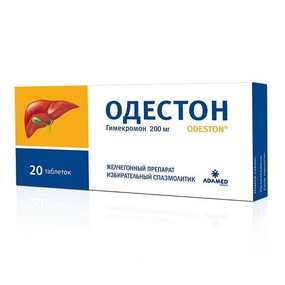 ОДЕСТОН
Гимекромон 200 мг
ODESTON®
20 таблеток
ЖЕЛЧЕГОННЫЙ ПРЕПАРАТ
ИЗБИРАТЕЛЬНЫЙ СПАЗМОЛИТИК
ADAMED